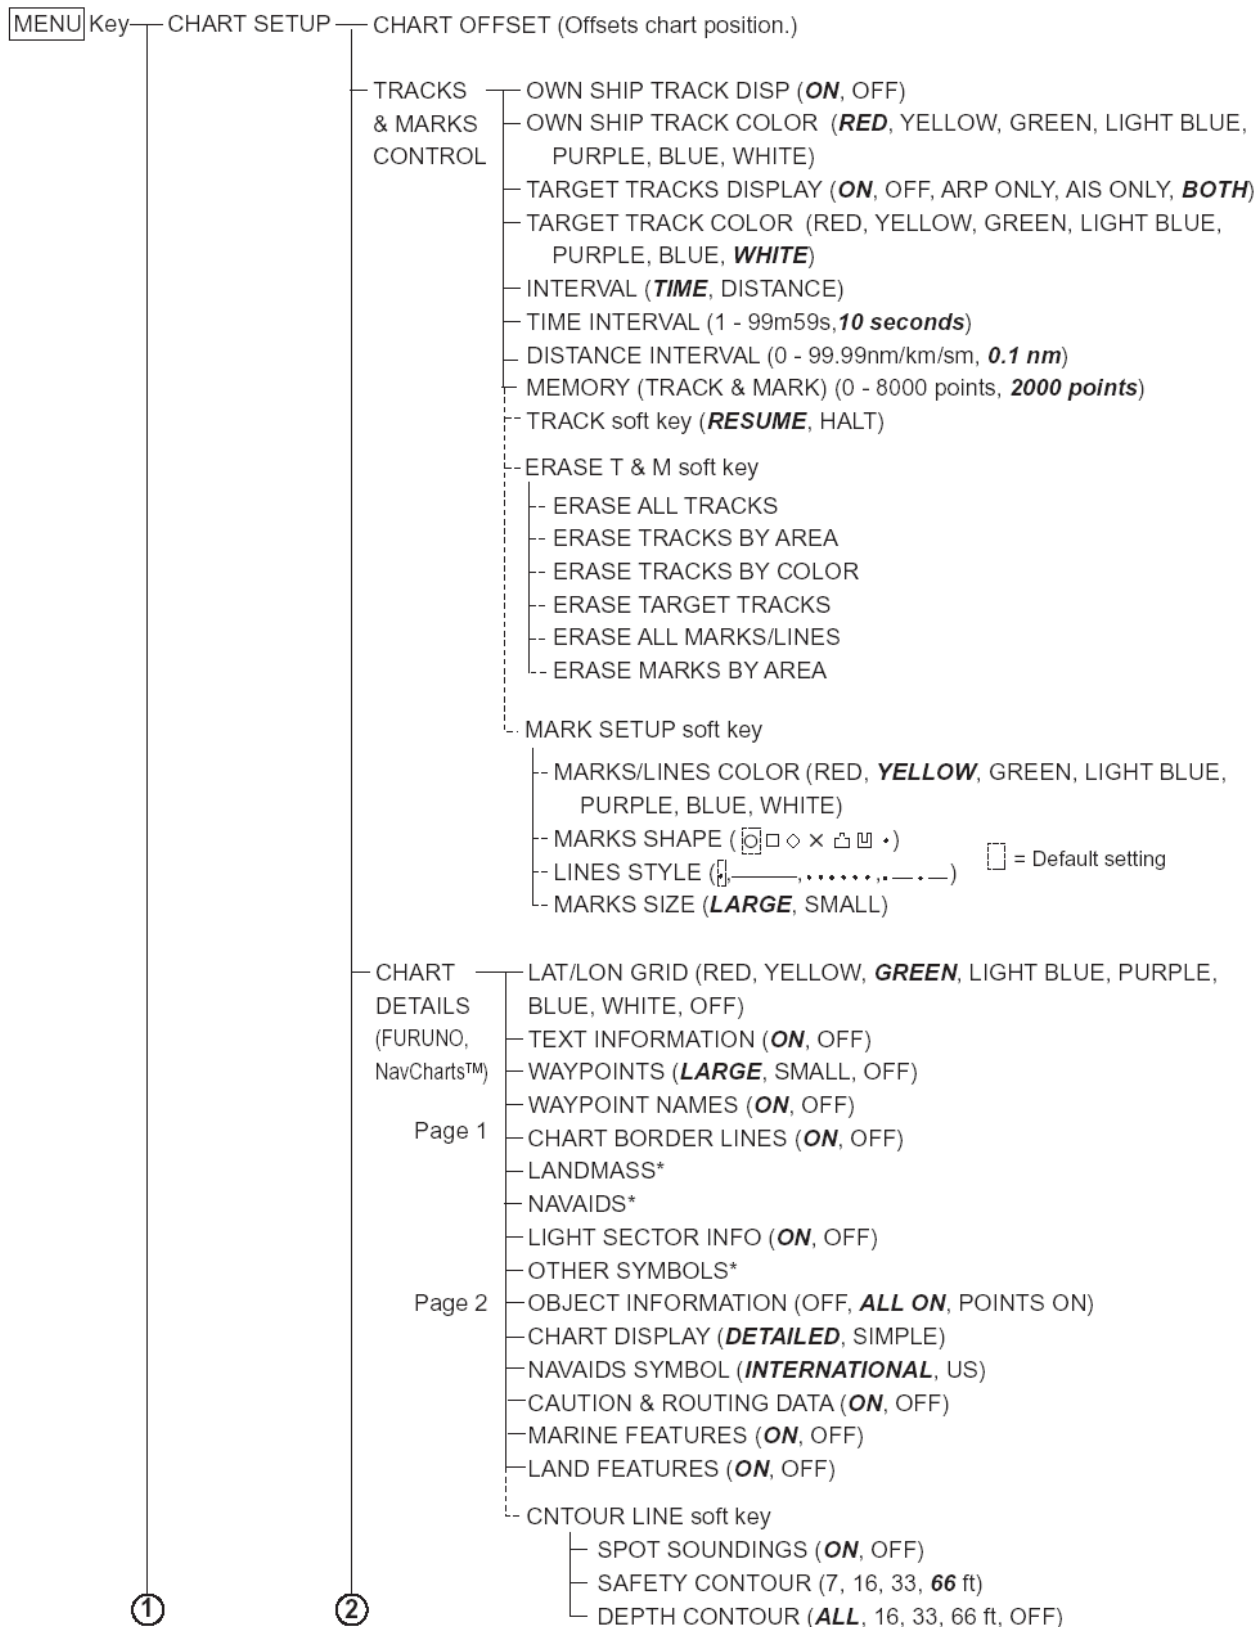 MENU Key CHART SETUP CHART OFFSET (Offsets chart position.)
TRACKS & MARKS CONTROL
OWN SHIP TRACK DISP (ON, OFF)
OWN SHIP TRACK COLOR (RED, YELLOW, GREEN, LIGHT BLUE,
PURPLE, BLUE, WHITE)
TARGET TRACKS DISPLAY (ON, OFF, ARP ONLY, AIS ONLY, BOTH)
TARGET TRACK COLOR (RED, YELLOW, GREEN, LIGHT BLUE,
PURPLE, BLUE, WHITE)
INTERVAL (TIME, DISTANCE)
TIME INTERVAL (1 - 99m59s,10 seconds)
DISTANCE INTERVAL (0 - 99.99nm/km/sm, 0.1 nm)
MEMORY (TRACK & MARK) (0 - 8000 points, 2000 points)
TRACK soft key (RESUME, HALT)
ERASE T & M soft key
ERASE ALL TRACKS
ERASE TRACKS BY AREA
ERASE TRACKS BY COLOR
ERASE TARGET TRACKS
ERASE ALL MARKS/LINES
ERASE MARKS BY AREA
MARK SETUP soft key
MARKS/LINES COLOR (RED, YELLOW, GREEN, LIGHT BLUE,
PURPLE, BLUE, WHITE)
MARKS SHAPE ( )
= Default setting
LINES STYLE ( , , , )
MARKS SIZE (LARGE, SMALL)
CHART
DETAILS
(FURUNO,
NavCharts™)
LAT/LON GRID (RED, YELLOW, GREEN, LIGHT BLUE, PURPLE,
BLUE, WHITE, OFF)
TEXT INFORMATION (ON, OFF)
WAYPOINTS (LARGE, SMALL, OFF)
WAYPOINT NAMES (ON, OFF)
Page 1
CHART BORDER LINES (ON, OFF)
LANDMASS*
NAVAIDS*
LIGHT SECTOR INFO (ON, OFF)
OTHER SYMBOLS*
Page 2
OBJECT INFORMATION (OFF, ALL ON, POINTS ON)
CHART DISPLAY (DETAILED, SIMPLE)
NAVAIDS SYMBOL (INTERNATIONAL, US)
CAUTION & ROUTING DATA (ON, OFF)
MARINE FEATURES (ON, OFF)
LAND FEATURES (ON, OFF)
CNTOUR LINE soft key
SPOT SOUNDINGS (ON, OFF)
SAFETY CONTOUR (7, 16, 33, 66 ft)
DEPTH CONTOUR (ALL, 16, 33, 66 ft, OFF)
1
2